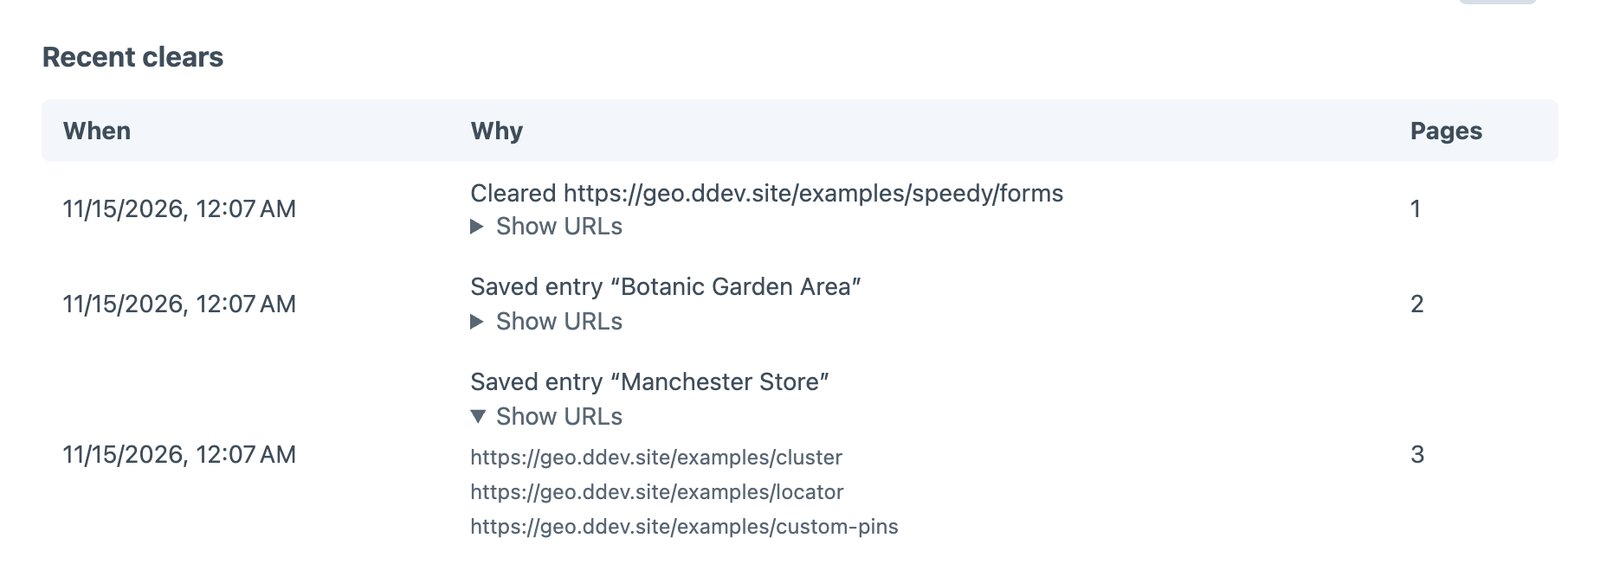 Recent clears
When Why Pages
11/15/2026, 12:07 AM Cleared https://geo.ddev.site/examples/speedy/forms 1
▶ Show URLs
11/15/2026, 12:07 AM Saved entry “Botanic Garden Area” 2
▶ Show URLs
Saved entry “Manchester Store”
▼ Show URLs
11/15/2026, 12:07 AM https://geo.ddev.site/examples/cluster 3
https://geo.ddev.site/examples/locator
https://geo.ddev.site/examples/custom-pins